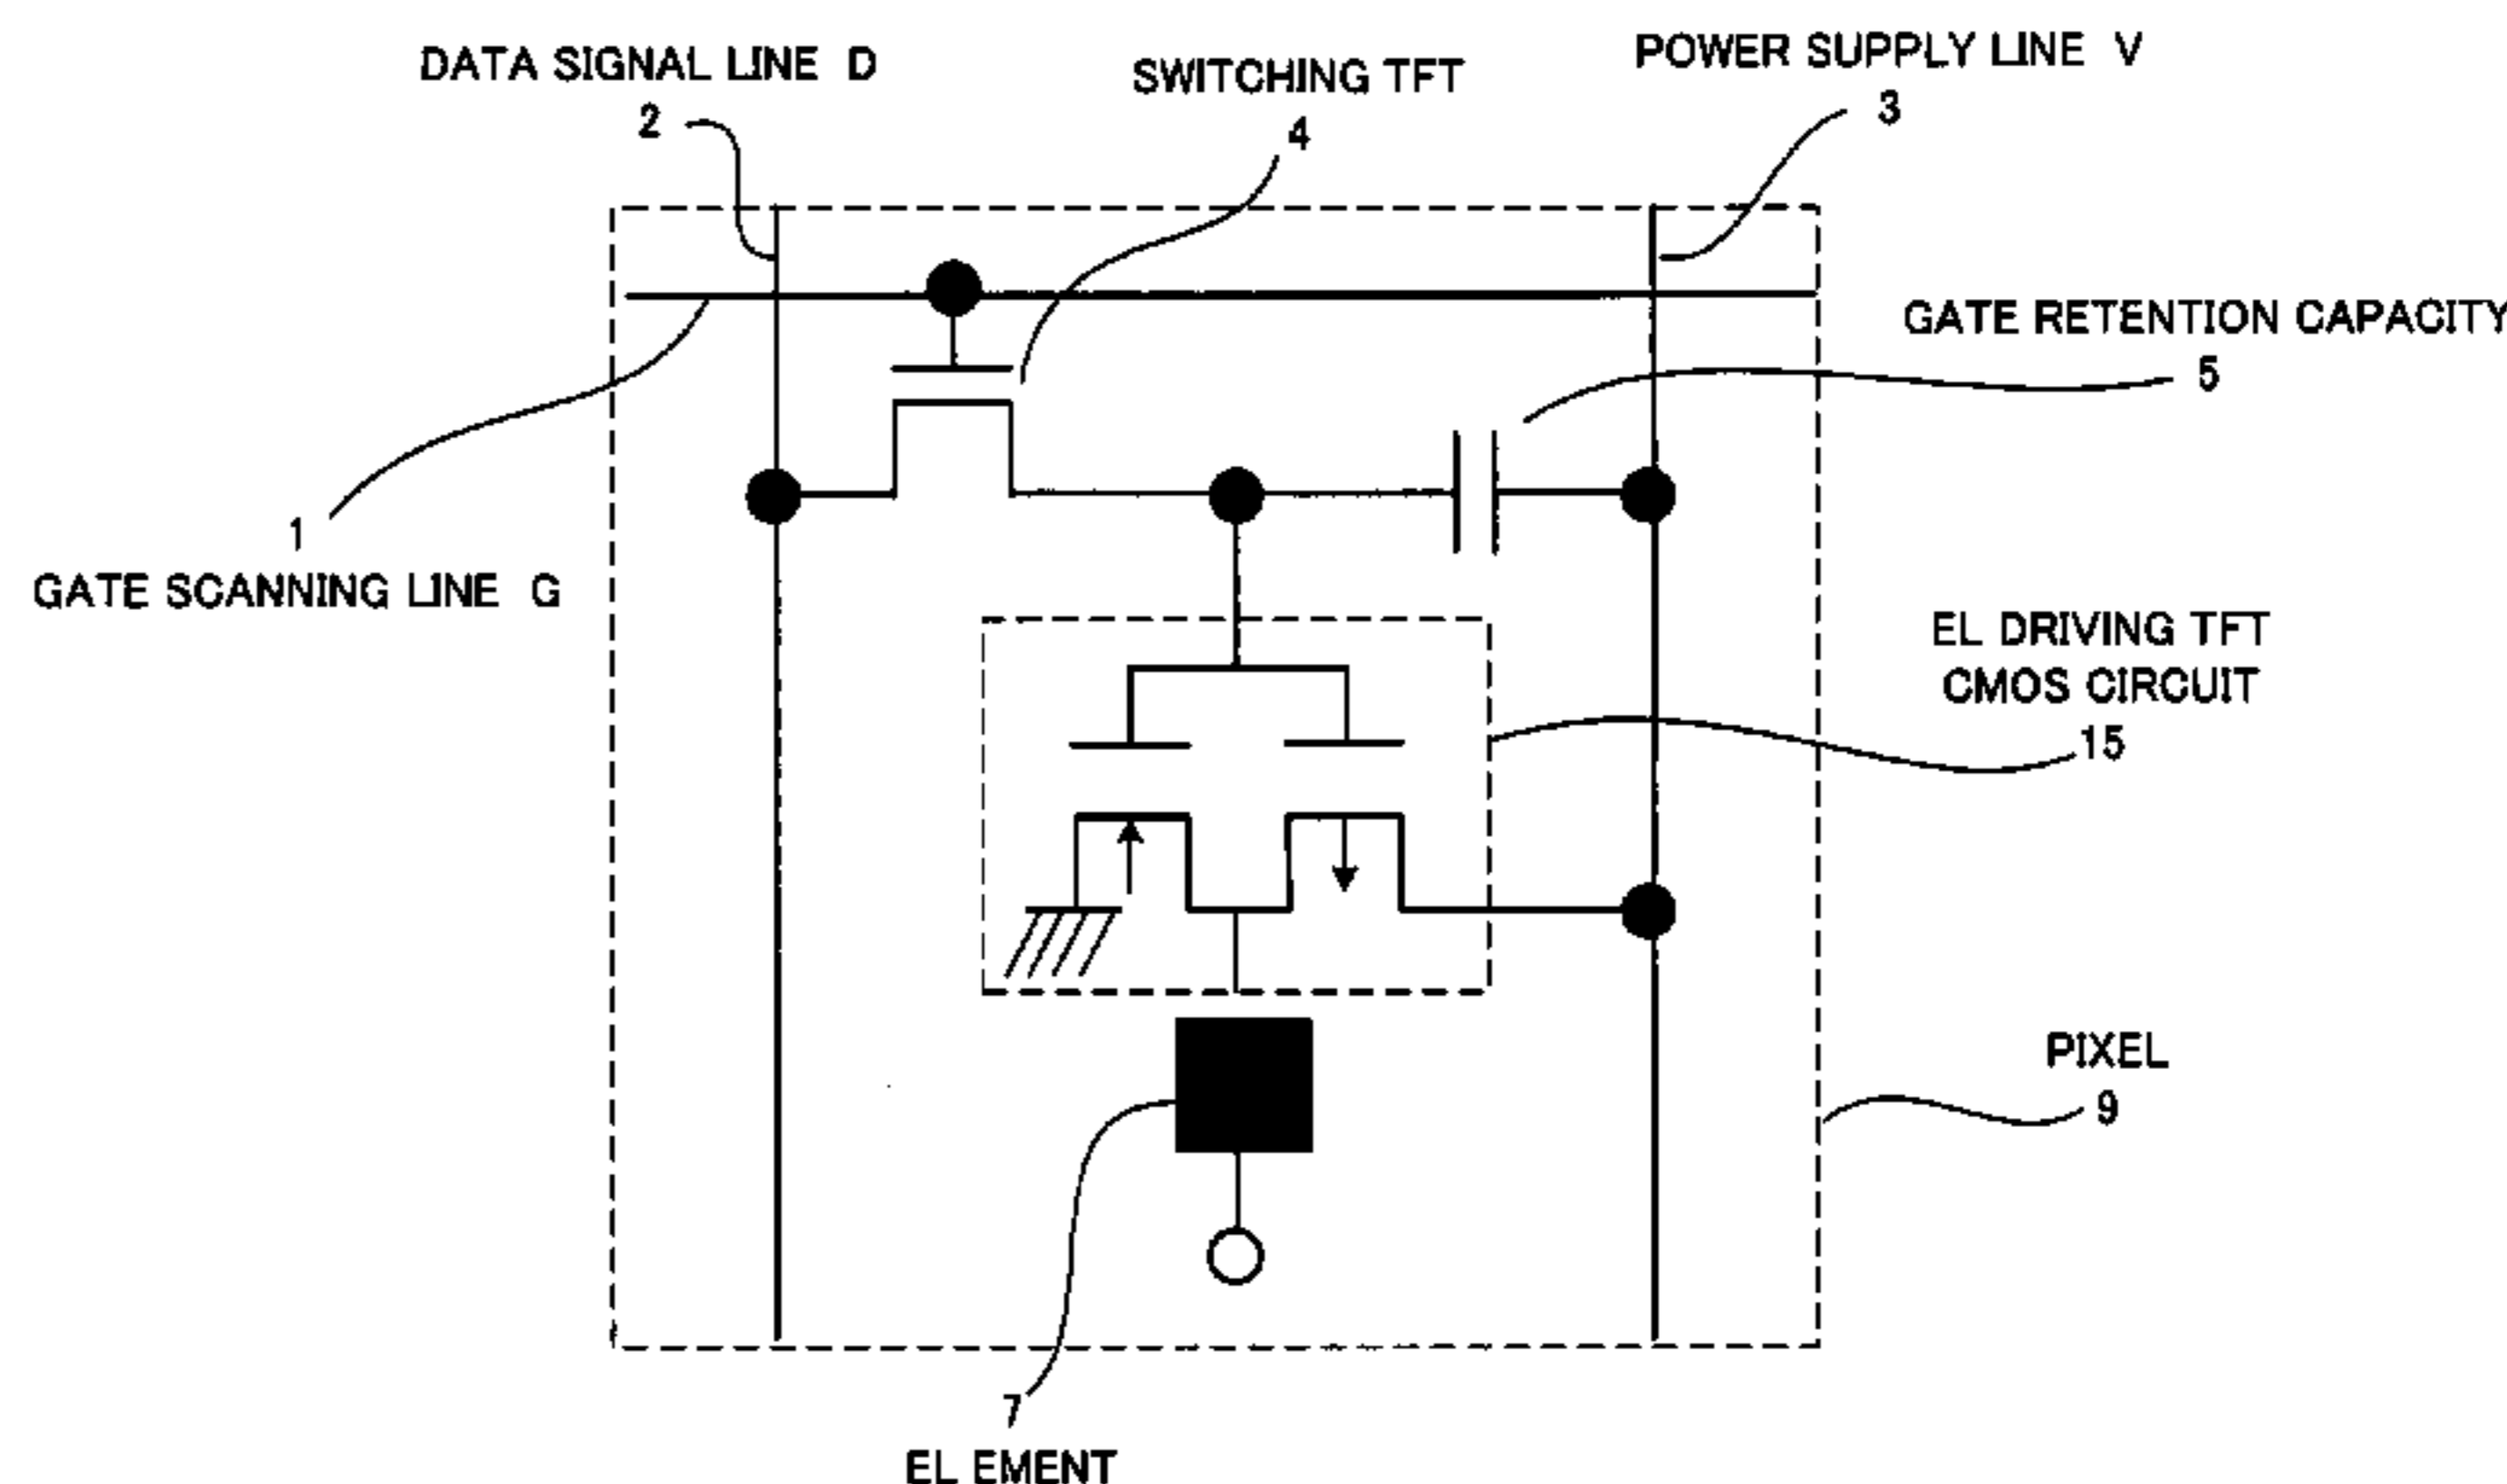 DATA SIGNAL LINE D
2
SWITCHING TFT
4
POWER SUPPLY LINE V
3
GATE RETENTION CAPACITY
5
1
GATE SCANNING LINE G
EL DRIVING TFT
CMOS CIRCUIT
15
PIXEL
9
7
EL EMENT